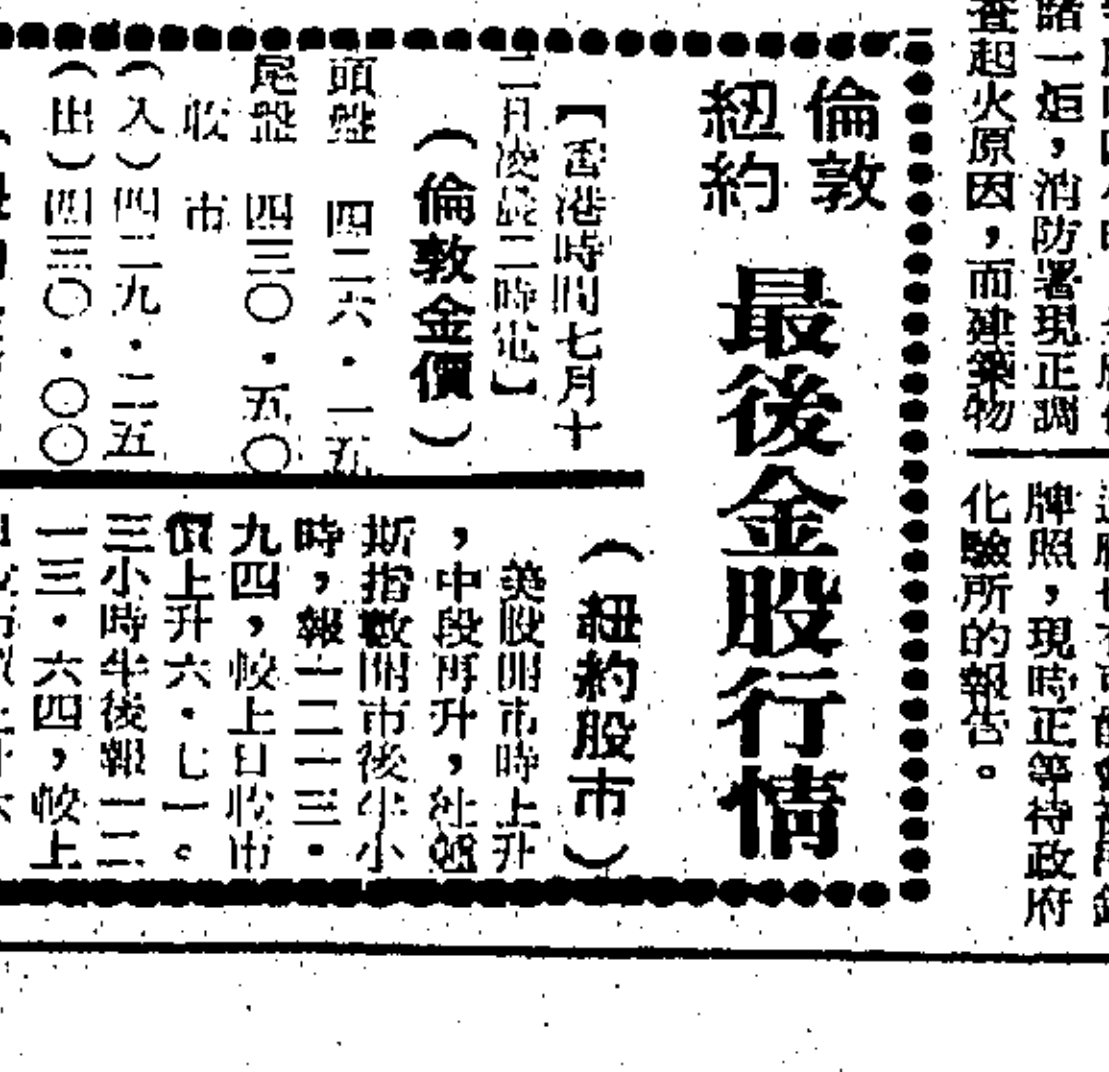 諸一炬，消防署現正調
查起火原因，而建築物
牌照，現時正等待政府
化驗所的報告。
倫敦
紐約
最後金股行情
【香港時間七月十
二日凌晨二時電】
（倫敦金價）
頭盤　四二六·一五
尾盤　四三〇·五〇
收　市
（入）四二九·二五
（出）四三〇·〇〇
（紐約股市）
美股開市時上升
，中段再升，杜瓊
斯指數開市後半小
時，報一二一三·
九四，較上日收市
價上升六·七一。
三小時半後報一二
一三·六四，較上